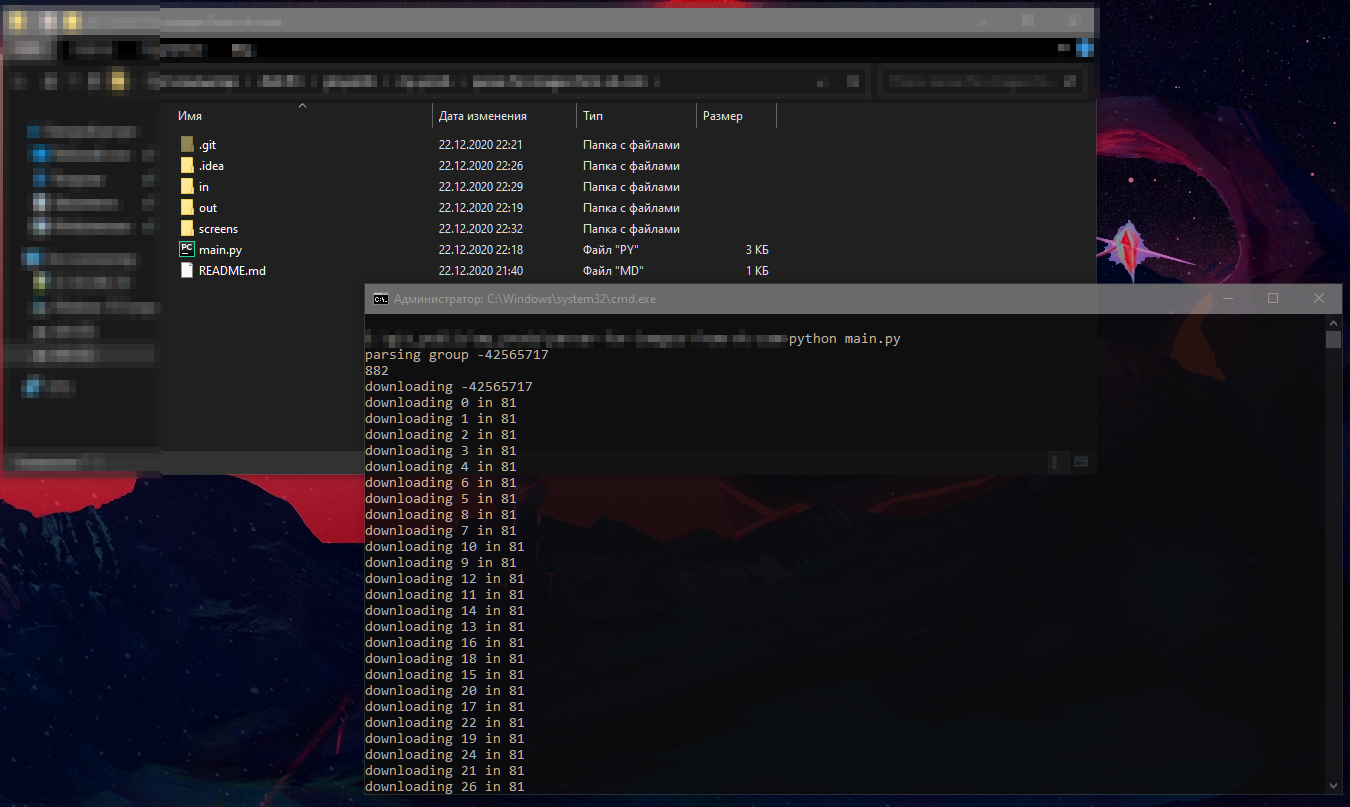 Имя Дата изменения Тип Размер
.git 22.12.2020 22:21 Папка с файлами
.idea 22.12.2020 22:26 Папка с файлами
in 22.12.2020 22:29 Папка с файлами
out 22.12.2020 22:19 Папка с файлами
screens 22.12.2020 22:32 Папка с файлами
PC main.py 22.12.2020 22:18 Файл "PY" 3 КБ
README.md 22.12.2020 21:40 Файл "MD" 1 КБ
C:\. Администратор: C:\Windows\system32\cmd.exe
python main.py
parsing group -42565717
882
downloading -42565717
downloading 0 in 81
downloading 1 in 81
downloading 2 in 81
downloading 3 in 81
downloading 4 in 81
downloading 6 in 81
downloading 5 in 81
downloading 8 in 81
downloading 7 in 81
downloading 10 in 81
downloading 9 in 81
downloading 12 in 81
downloading 11 in 81
downloading 14 in 81
downloading 13 in 81
downloading 16 in 81
downloading 18 in 81
downloading 15 in 81
downloading 20 in 81
downloading 17 in 81
downloading 22 in 81
downloading 19 in 81
downloading 24 in 81
downloading 21 in 81
downloading 26 in 81